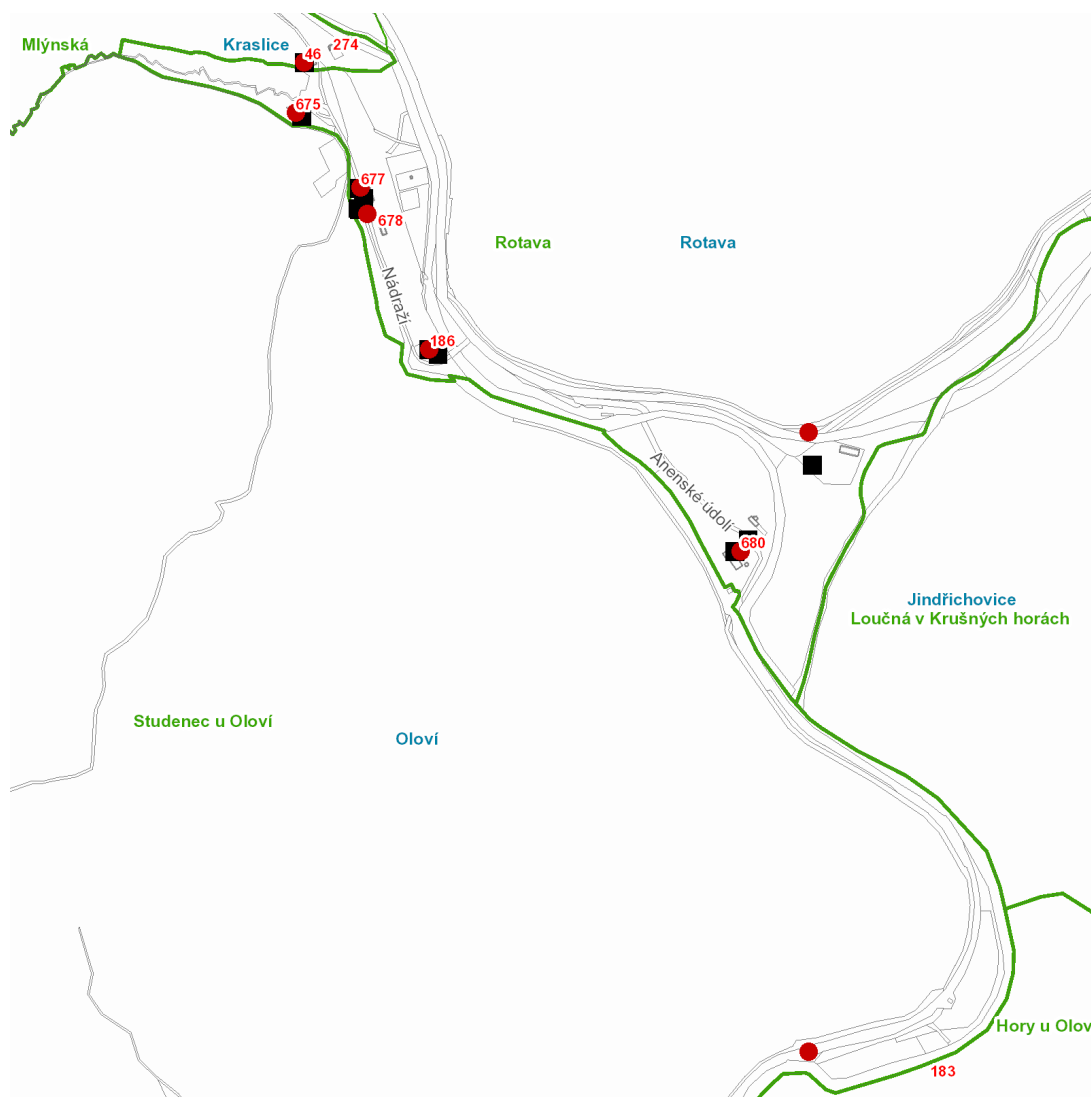 Mlýnská
Kraslice
274
46
675
677
678
Rotava
Rotava
Nádraží
186
Anenské údolí
680
Jindřichovice
Loučná v Krušných horách
Studenec u Oloví
Oloví
Hory u Olov
183